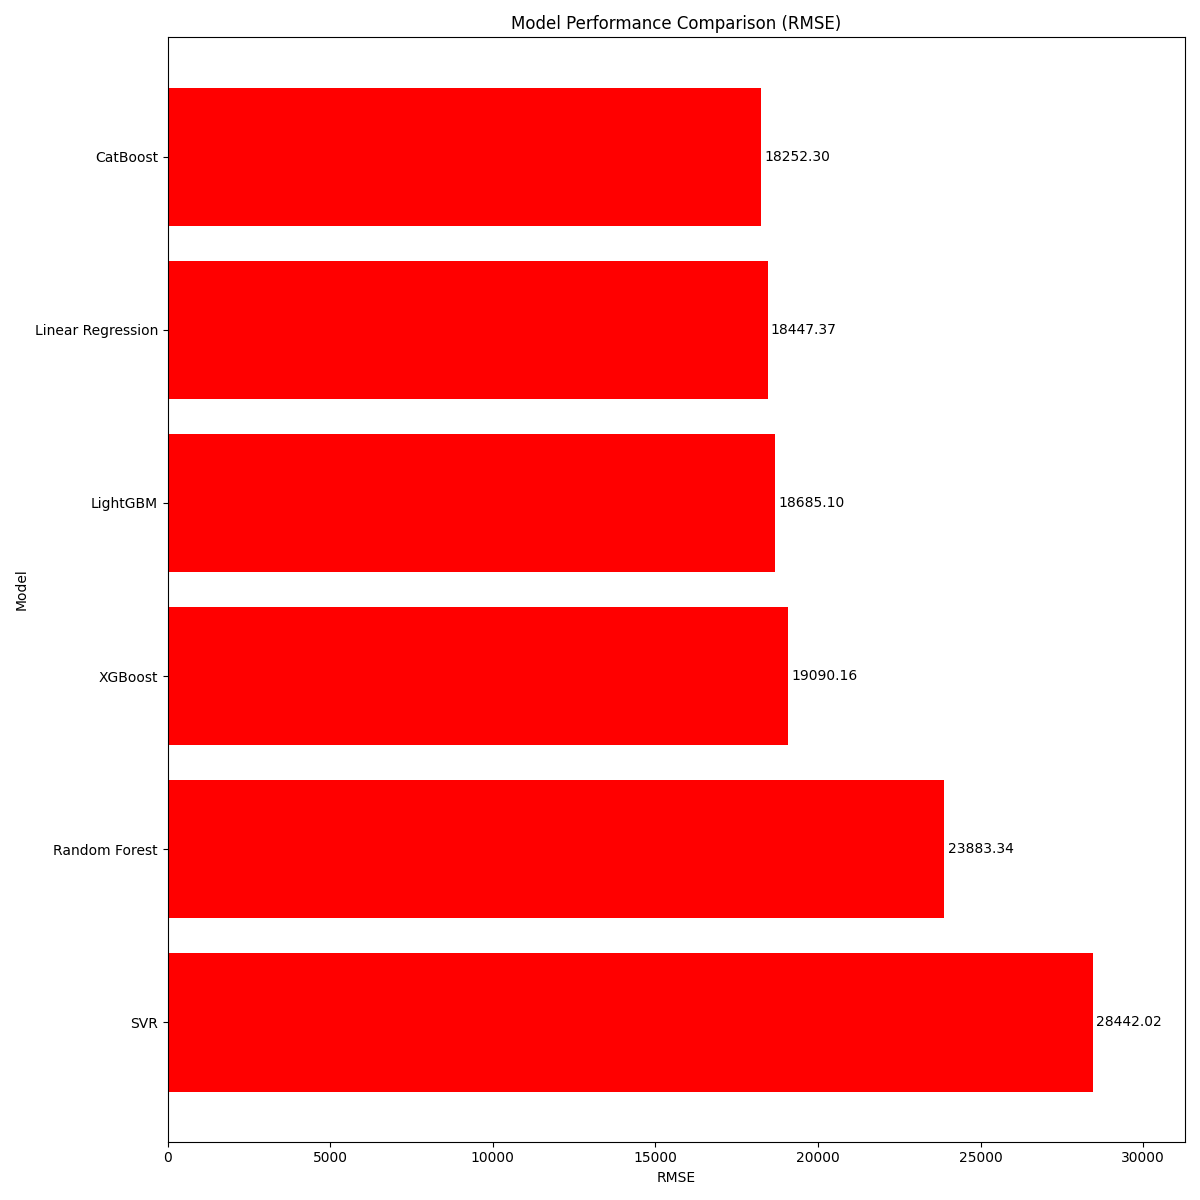 Model Performance Comparison (RMSE)
CatBoost
18252.30
Linear Regression
18447.37
LightGBM
18685.10
Model
XGBoost
19090.16
Random Forest
23883.34
SVR
28442.02
0 5000 10000 15000 20000 25000 30000
RMSE